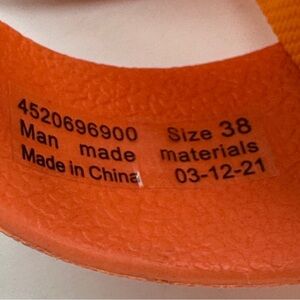 4520696900 Size 38
Man made materials
Made in China 03-12-21